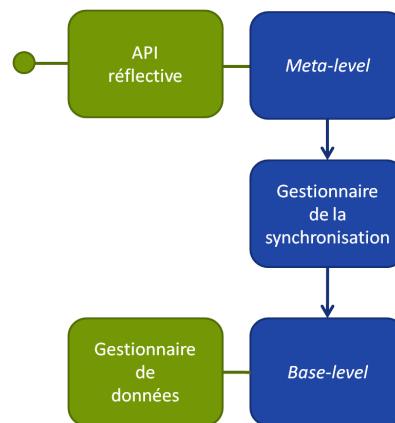 API
réflective
Meta-level
Gestionnaire
de la
synchronisation
Gestionnaire
de
données
Base-level